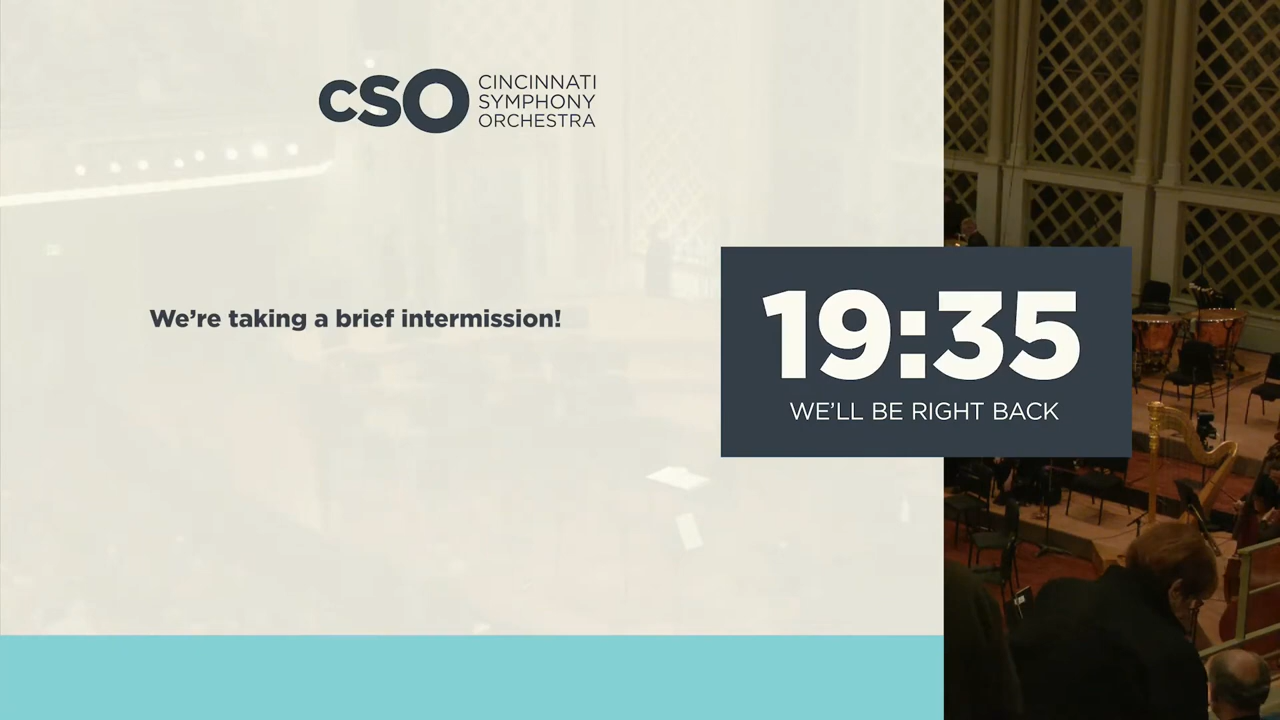 CSO
CINCINNATI
SYMPHONY
ORCHESTRA
We're taking a brief intermission!
19:35
WE'LL BE RIGHT BACK